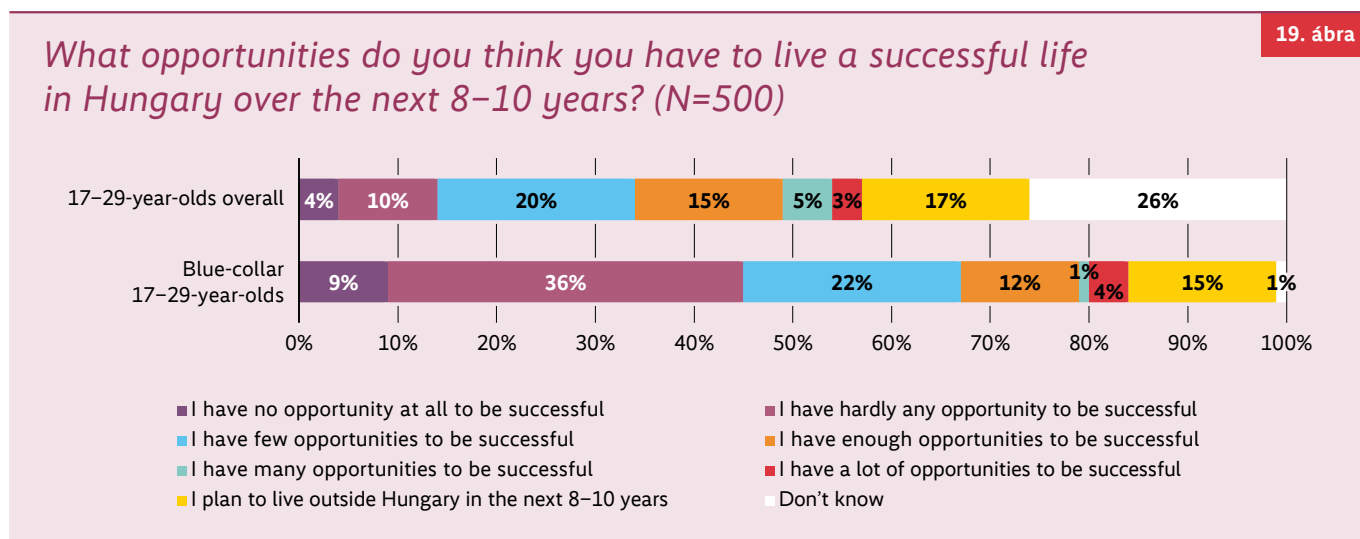 19. ábra
What opportunities do you think you have to live a successful life
in Hungary over the next 8–10 years? (N=500)
17–29-year-olds overall
4% 10% 20% 15% 5% 3% 17% 26%
Blue-collar
17–29-year-olds
9% 36% 22% 12% 1% 4% 15% 1%
0% 10% 20% 30% 40% 50% 60% 70% 80% 90% 100%
I have no opportunity at all to be successful
I have hardly any opportunity to be successful
I have few opportunities to be successful
I have enough opportunities to be successful
I have many opportunities to be successful
I have a lot of opportunities to be successful
I plan to live outside Hungary in the next 8–10 years
Don't know